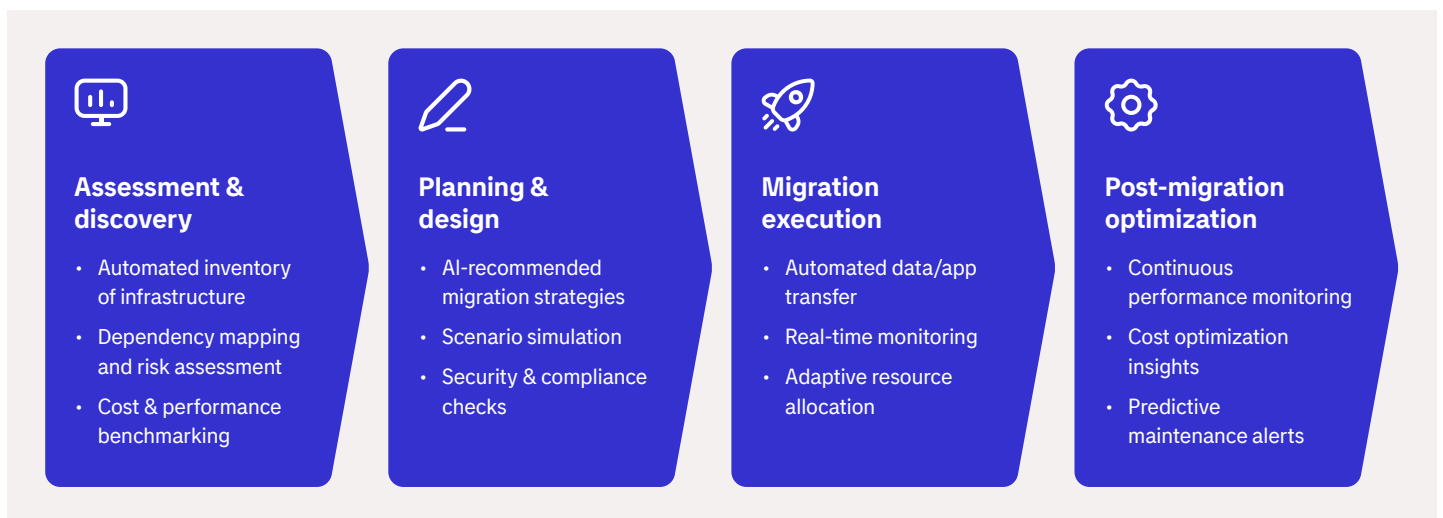 Assessment &
discovery
• Automated inventory
of infrastructure
• Dependency mapping
and risk assessment
• Cost & performance
benchmarking
Planning &
design
• AI-recommended
migration strategies
• Scenario simulation
• Security & compliance
checks
Migration
execution
• Automated data/app
transfer
• Real-time monitoring
• Adaptive resource
allocation
Post-migration
optimization
• Continuous
performance monitoring
• Cost optimization
insights
• Predictive
maintenance alerts